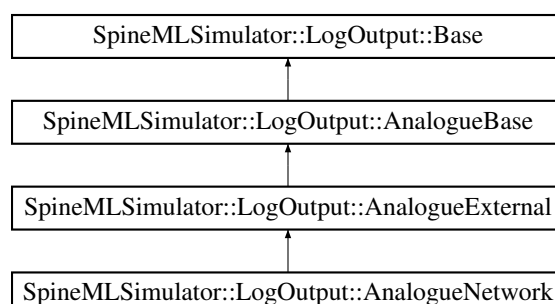 SpineMLSimulator::LogOutput::Base
SpineMLSimulator::LogOutput::AnalogueBase
SpineMLSimulator::LogOutput::AnalogueExternal
SpineMLSimulator::LogOutput::AnalogueNetwork